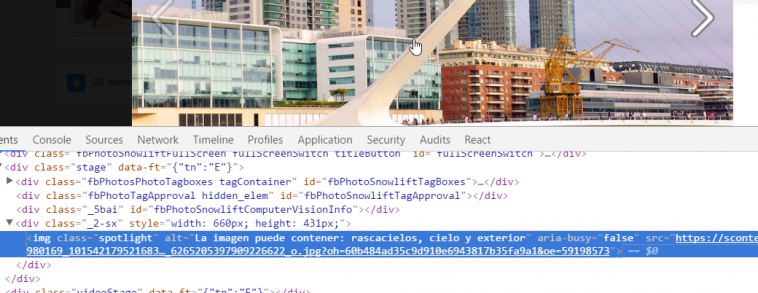 24 elem
ents Console Sources Network Timeline Profiles Application Security Audits React
<div class="fbPhotoSnowliftFullScreen fullScreenSwitch titlebutton" id="fullScreenSwitch">…</div>
▼<div class="stage" data-ft="{"tn":"E"}">
▶<div class="fbPhotosPhotoTagboxes tagContainer" id="fbPhotoSnowliftTagBoxes">…</div>
<div class="fbPhotoTagApproval hidden_elem" id="fbPhotoSnowliftTagApproval"></div>
<div class="_5bai" id="fbPhotoSnowliftComputerVisionInfo"></div>
▼<div class="_2-sx" style="width: 660px; height: 431px;">
<img class="spotlight" alt="La imagen puede contener: rascacielos, cielo y exterior" aria-busy="false" src="https://sconte
980169_101542179521683…_6265205397909226622_o.jpg?oh=60b484ad35c9d910e6943817b35fa9a1&oe=59198573"> == $0
</div>
</div>
<div class="videoStage" data-ft="{"tn":"E"}"></div>